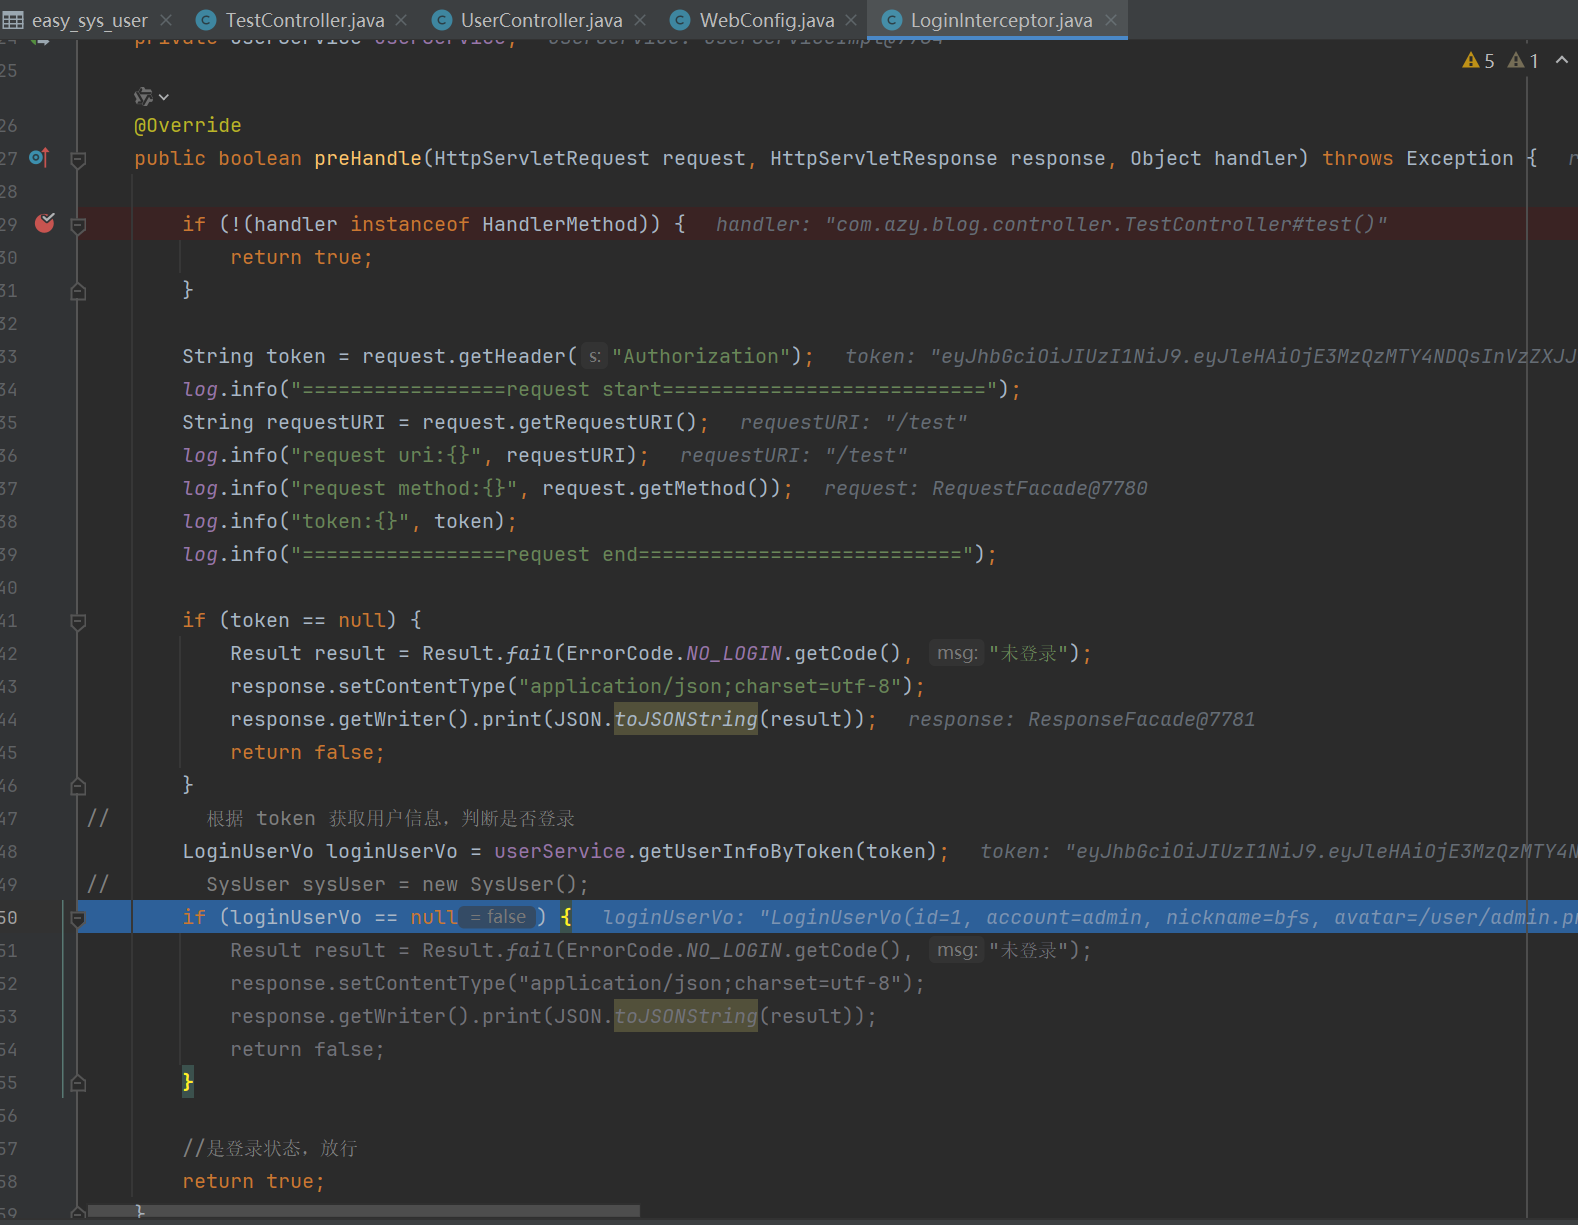 easy_sys_user TestController.java UserController.java WebConfig.java LoginInterceptor.java
24 private UserService userService; userService: UserServiceImpl@7784
25 5 1
26 @Override
27 public boolean preHandle(HttpServletRequest request, HttpServletResponse response, Object handler) throws Exception { r
28
29 if (!(handler instanceof HandlerMethod)) { handler: "com.azy.blog.controller.TestController#test()"
30 return true;
31 }
32
33 String token = request.getHeader( s: "Authorization"); token: "eyJhbGciOiJIUzI1NiJ9.eyJleHAiOjE3MzQzMTY4NDQsInVzZXJJ
34 log.info("=================request start===========================");
35 String requestURI = request.getRequestURI(); requestURI: "/test"
36 log.info("request uri:{}", requestURI); requestURI: "/test"
37 log.info("request method:{}", request.getMethod()); request: RequestFacade@7780
38 log.info("token:{}", token);
39 log.info("=================request end===========================");
40
41 if (token == null) {
42 Result result = Result.fail(ErrorCode.NO_LOGIN.getCode(), msg: "未登录");
43 response.setContentType("application/json;charset=utf-8");
44 response.getWriter().print(JSON.toJSONString(result)); response: ResponseFacade@7781
45 return false;
46 }
47 // 根据 token 获取用户信息，判断是否登录
48 LoginUserVo loginUserVo = userService.getUserInfoByToken(token); token: "eyJhbGciOiJIUzI1NiJ9.eyJleHAiOjE3MzQzMTY4N
49 // SysUser sysUser = new SysUser();
50 if (loginUserVo == null = false ) { loginUserVo: "LoginUserVo(id=1, account=admin, nickname=bfs, avatar=/user/admin.p
51 Result result = Result.fail(ErrorCode.NO_LOGIN.getCode(), msg: "未登录");
52 response.setContentType("application/json;charset=utf-8");
53 response.getWriter().print(JSON.toJSONString(result));
54 return false;
55 }
56
57 //是登录状态，放行
58 return true;
59 }